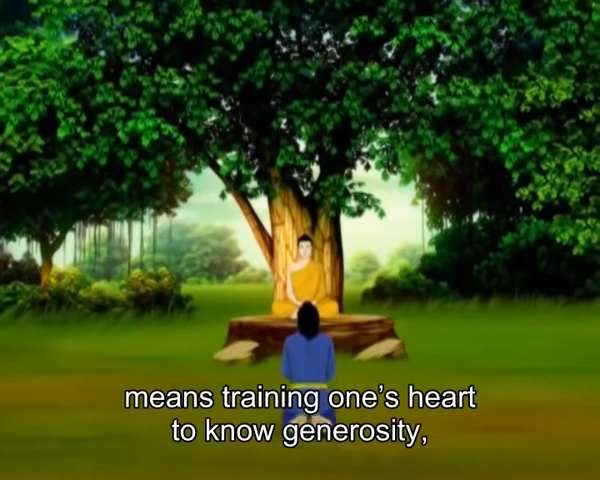 means training one’s heart
to know generosity,